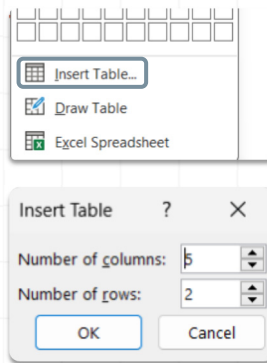 Insert Table...
Draw Table
Excel Spreadsheet
Insert Table ? ×
Number of columns: 5
Number of rows: 2
OK Cancel